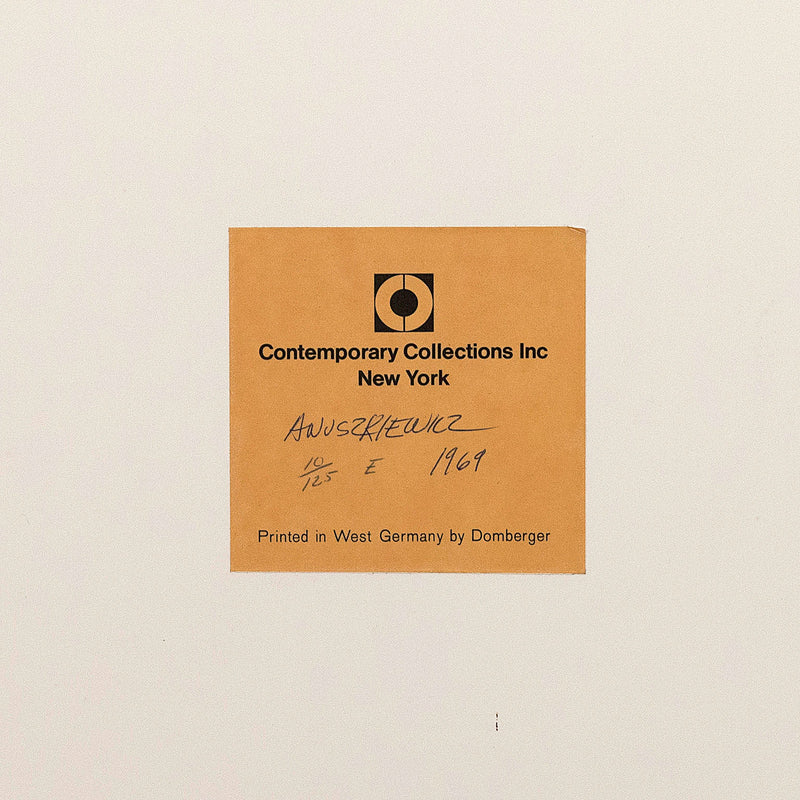 Contemporary Collections Inc
New York
ANUSZKIEWICZ
10/125 E 1969
Printed in West Germany by Domberger